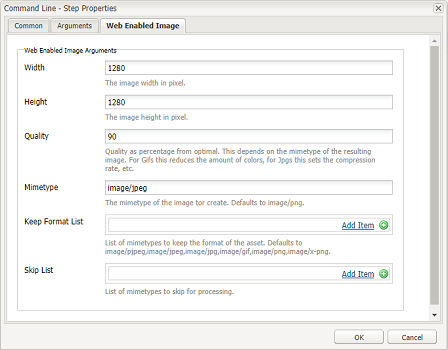 Command Line - Step Properties
Common Arguments Web Enabled Image
Web Enabled Image Arguments
Width 1280
The image width in pixel.
Height 1280
The image height in pixel.
Quality 90
Quality as percentage from optimal. This depends on the mimetype of the resulting
image. For Gifs this reduces the amount of colors, for Jpgs this sets the compression
rate, etc.
Mimetype image/jpeg
The mimetype of the image tor create. Defaults to image/png.
Keep Format List Add Item
List of mimetypes to keep the format of the asset. Defaults to
image/pjpeg,image/jpeg,image/jpg,image/gif,image/png,image/x-png.
Skip List Add Item
List of mimetypes to skip for processing.
OK Cancel